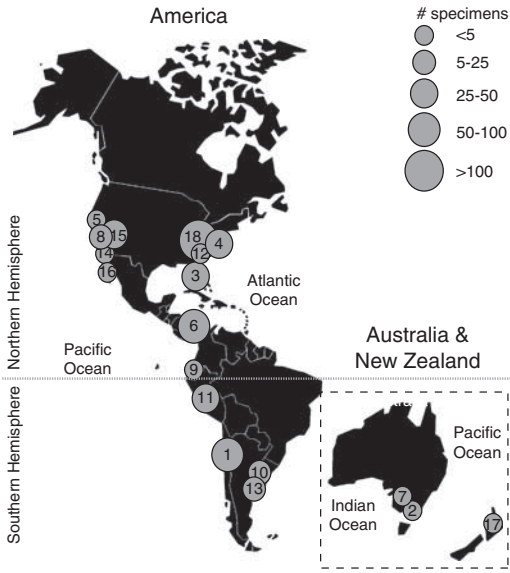 America
# specimens
<5
5-25
25-50
50-100
>100
5
8
15
14
16
18
12
4
3
6
9
11
1
10
13
Atlantic
Ocean
Pacific
Ocean
Northern Hemisphere
Southern Hemisphere
Australia &
New Zealand
Pacific
Ocean
Indian
Ocean
7
2
17